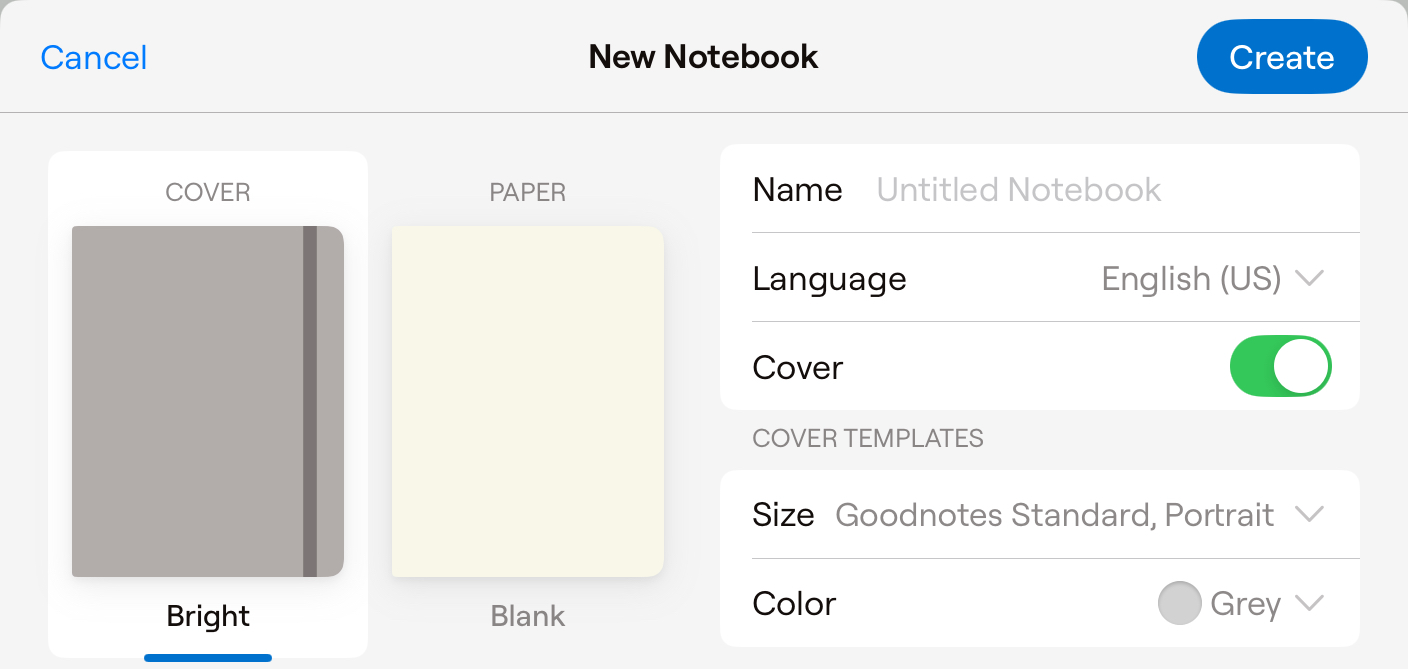 Cancel
New Notebook
Create
COVER
PAPER
Bright
Blank
Name Untitled Notebook
Language English (US)
Cover
COVER TEMPLATES
Size Goodnotes Standard, Portrait
Color Grey